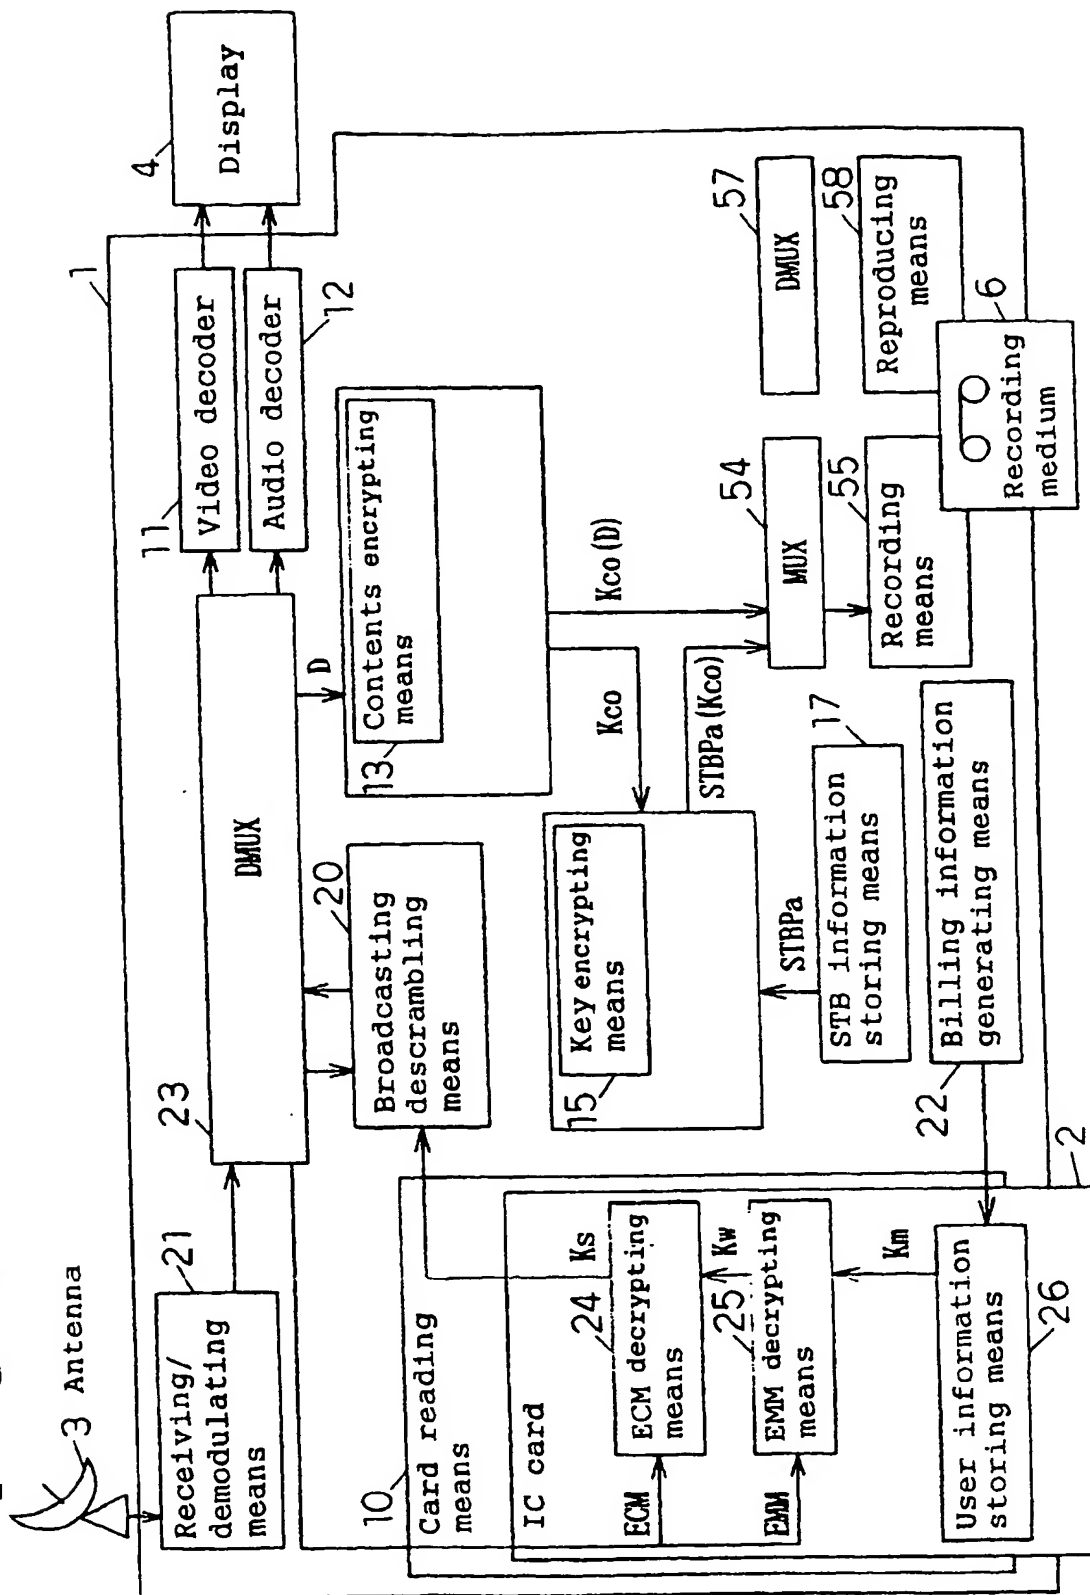 3 Antenna
Receiving/
demodulating
means
21
23
DMUX
1
11
Video decoder
Audio decoder
12
4
Display
10
Card reading
means
IC card
ECM
24
ECM decrypting
means
Ks
EMM
25
EMM decrypting
means
Kw
Km
User information
storing means
26
2
20
Broadcasting
descrambling
means
D
Contents encrypting
means
13
Kco
Kco(D)
15
Key encrypting
means
STBPa(Kco)
STBPa
STB information
storing means
17
22
Billing information
generating means
54
MUX
55
Recording
means
57
DMUX
58
Reproducing
means
6
Recording
medium